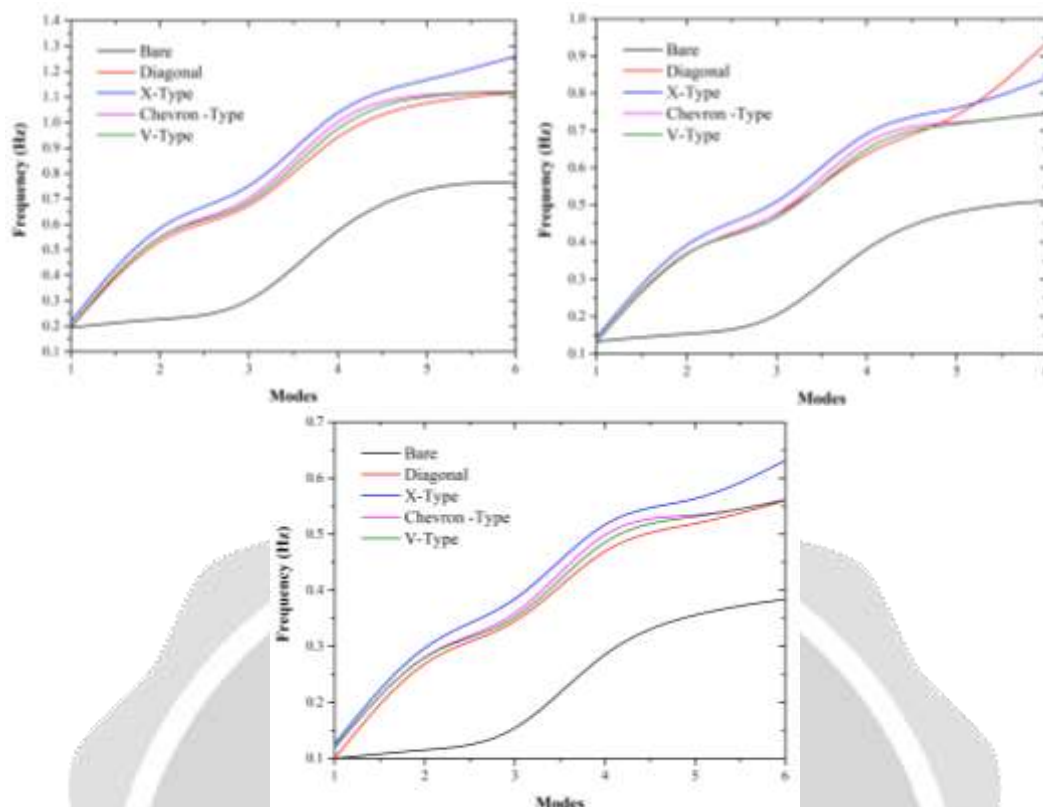 1.4
1.3
1.2
1.1
1.0
0.9
0.8
0.7
0.6
0.5
0.4
0.3
0.2
0.1
Frequency (Hz)
Bare
Diagonal
X-Type
Chevron -Type
V-Type
1 2 3 4 5 6
Modes
1.0
0.9
0.8
0.7
0.6
0.5
0.4
0.3
0.2
0.1
Frequency (Hz)
Bare
Diagonal
X-Type
Chevron -Type
V-Type
1 2 3 4 5
Modes
0.7
0.6
0.5
0.4
0.3
0.2
0.1
Frequency (Hz)
Bare
Diagonal
X-Type
Chevron -Type
V-Type
1 2 3 4 5 6
Modes